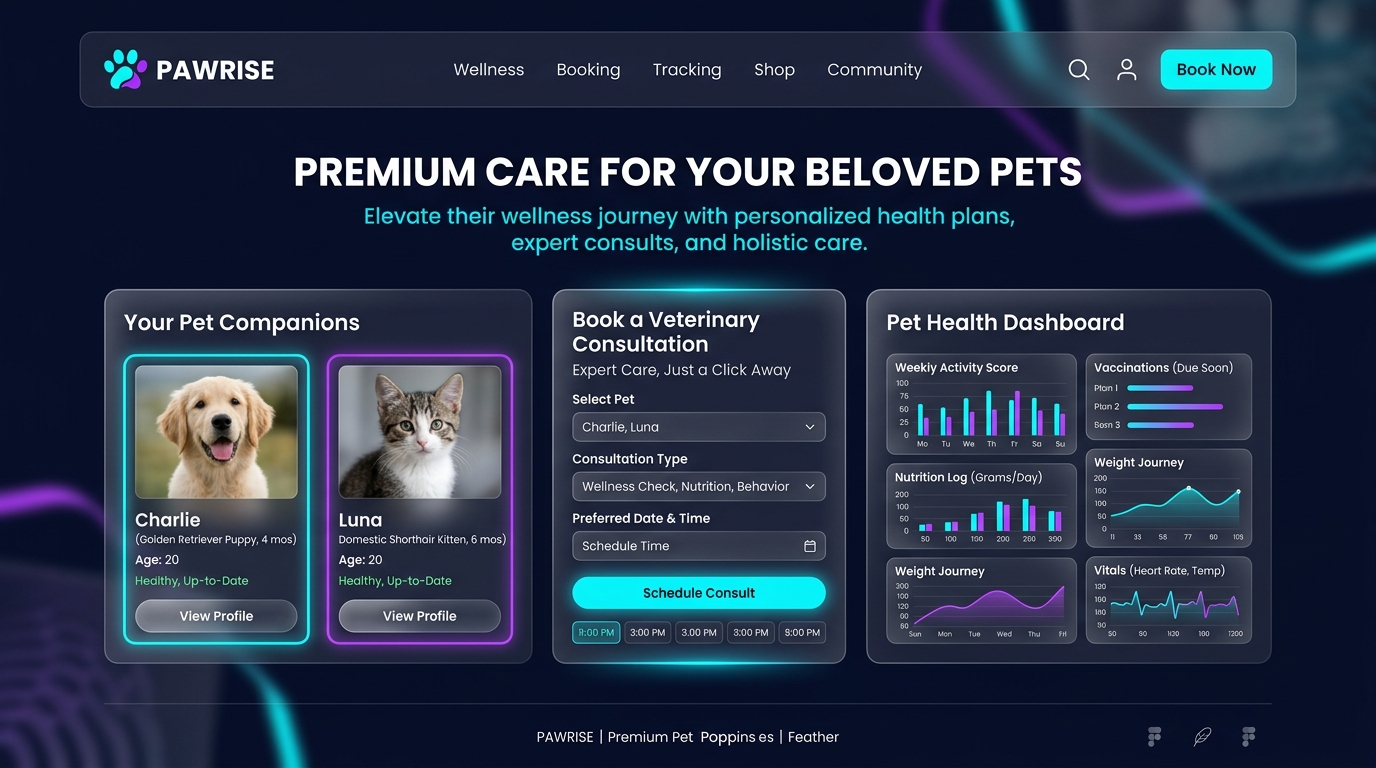 PAWRISE
Wellness
Booking
Tracking
Shop
Community
Book Now
PREMIUM CARE FOR YOUR BELOVED PETS
Elevate their wellness journey with personalized health plans,
expert consults, and holistic care.
Your Pet Companions
Charlie
(Golden Retriever Puppy, 4 mos)
Age: 20
Healthy, Up-to-Date
View Profile
Luna
Domestic Shorthair Kitten, 6 mos)
Age: 20
Healthy, Up-to-Date
View Profile
Book a Veterinary
Consultation
Expert Care, Just a Click Away
Select Pet
Charlie, Luna
Consultation Type
Wellness Check, Nutrition, Behavior
Preferred Date & Time
Schedule Time
Schedule Consult
3:00 PM
3.00 PM
3:00 PM
Pet Health Dashboard
Weekly Activity Score
100
75
50
25
0
Mo Tu We Th Fr Sa Su
Nutrition Log (Grams/Day)
200
100
50
0
50 100 150 200 200 390
Weight Journey
300
100
120
60
60
Sun Mon Tue Wed Thu Fri
Vaccinations (Due Soon)
Plan 2
Weight Journey
200
150
100
50
0
11 33 56 77 90 105
Vitals (Heort Rate, Temp)
120
160
180
90
PAWRISE | Premium Pet Poppins es | Feather